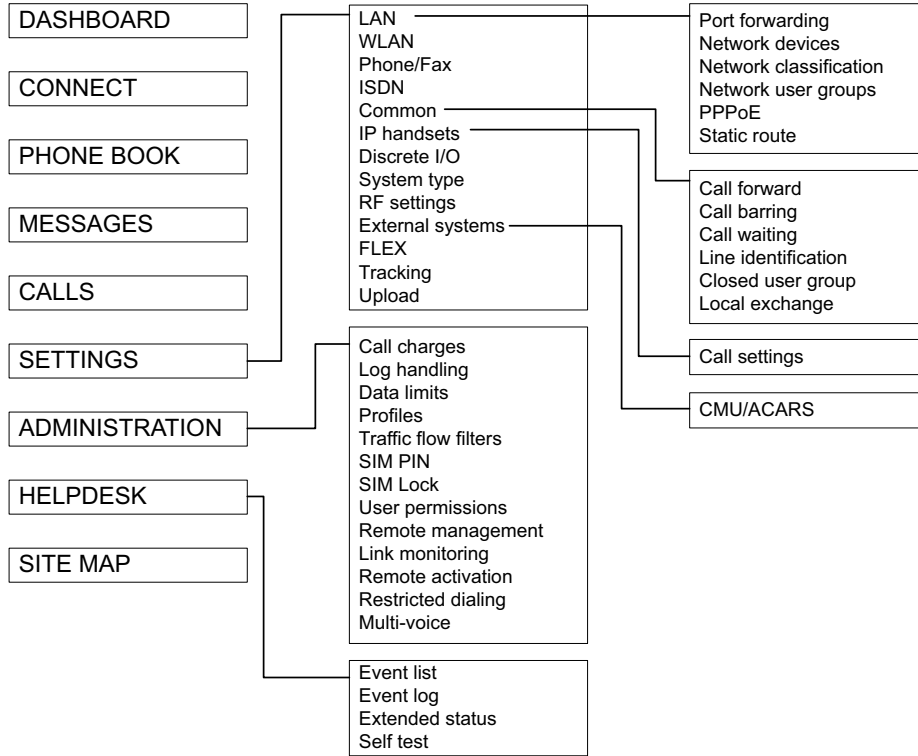 DASHBOARD
CONNECT
PHONE BOOK
MESSAGES
CALLS
SETTINGS
ADMINISTRATION
HELPDESK
SITE MAP
LAN
WLAN
Phone/Fax
ISDN
Common
IP handsets
Discrete I/O
System type
RF settings
External systems
FLEX
Tracking
Upload
Call charges
Log handling
Data limits
Profiles
Traffic flow filters
SIM PIN
SIM Lock
User permissions
Remote management
Link monitoring
Remote activation
Restricted dialing
Multi-voice
Event list
Event log
Extended status
Self test
Port forwarding
Network devices
Network classification
Network user groups
PPPoE
Static route
Call forward
Call barring
Call waiting
Line identification
Closed user group
Local exchange
Call settings
CMU/ACARS